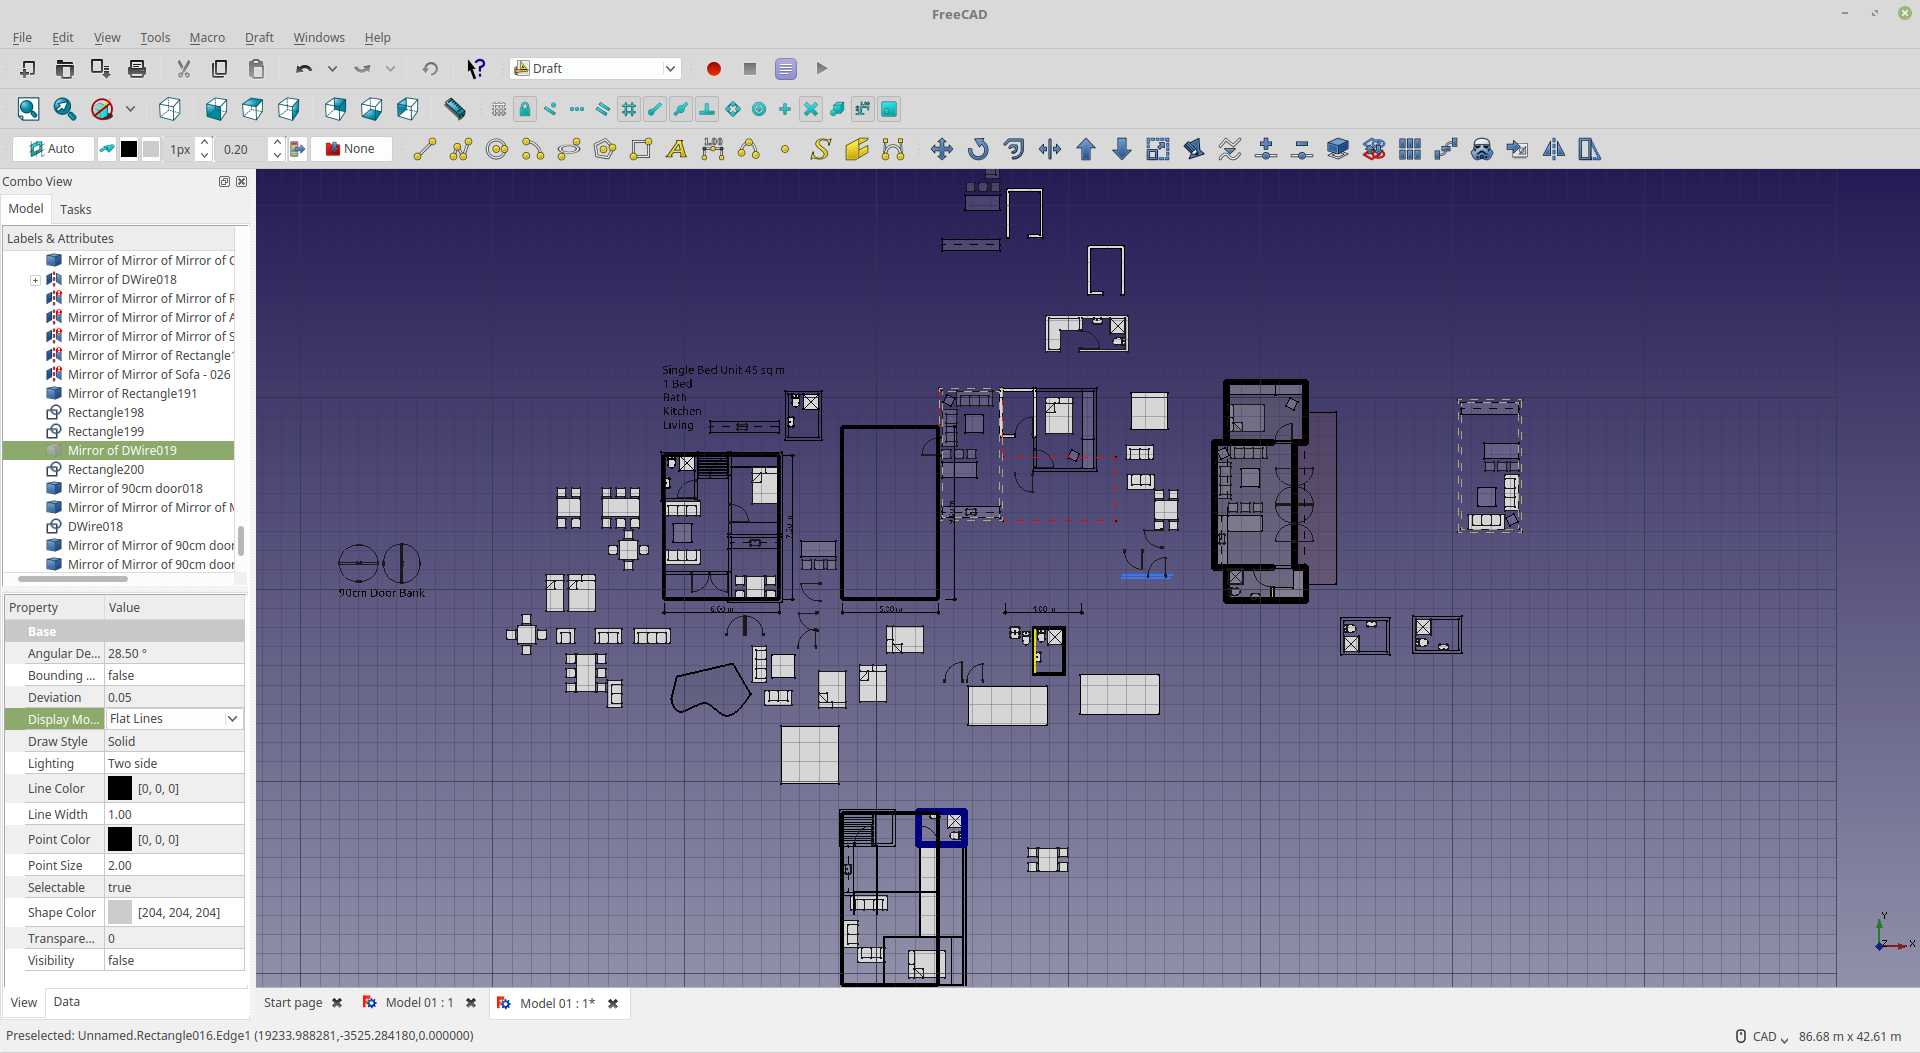 FreeCAD
File Edit View Tools Macro Draft Windows Help
Draft
Auto 1px 0.20 None
Combo View
Model Tasks
Labels & Attributes
Mirror of Mirror of Mirror of
Mirror of DWire018
Mirror of Mirror of Mirror of
Mirror of Mirror of Mirror of
Mirror of Mirror of Mirror of
Mirror of Mirror of Rectangle
Mirror of Mirror of Sofa - 026
Mirror of Rectangle191
Rectangle198
Rectangle199
Mirror of DWire019
Rectangle200
Mirror of 90cm door018
Mirror of Mirror of Mirror of
DWire018
Mirror of Mirror of 90cm door
Mirror of Mirror of 90cm door
Property Value
Base
Angular De... 28.50 °
Bounding ... false
Deviation 0.05
Display Mo... Flat Lines
Draw Style Solid
Lighting Two side
Line Color [0, 0, 0]
Line Width 1.00
Point Color [0, 0, 0]
Point Size 2.00
Selectable true
Shape Color [204, 204, 204]
Transpare... 0
Visibility false
View Data
Single Bed Unit 45 sq m
1 Bed
Bath
Kitchen
Living
90cm Door Bank
6.00 m
5.00 m
4.00 m
Y
Z X
Start page Model 01 : 1 Model 01 : 1*
Preselected: Unnamed.Rectangle016.Edge1 (19233.988281,-3525.284180,0.000000)
CAD 86.68 m x 42.61 m